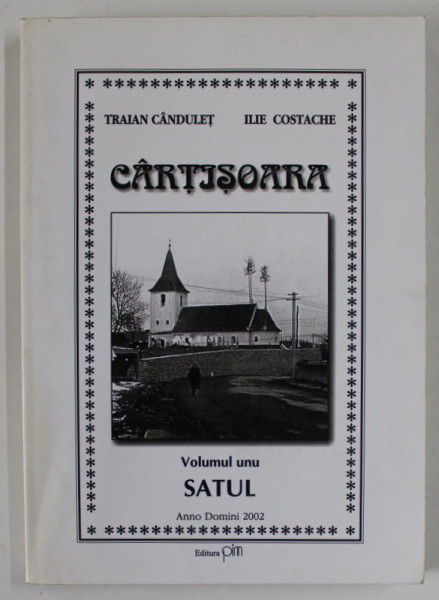 TRAIAN CÂNDULEȚ ILIE COSTACHE
CÂRȚIȘOARA
Volumul unu
SATUL
Anno Domini 2002
Editura pim